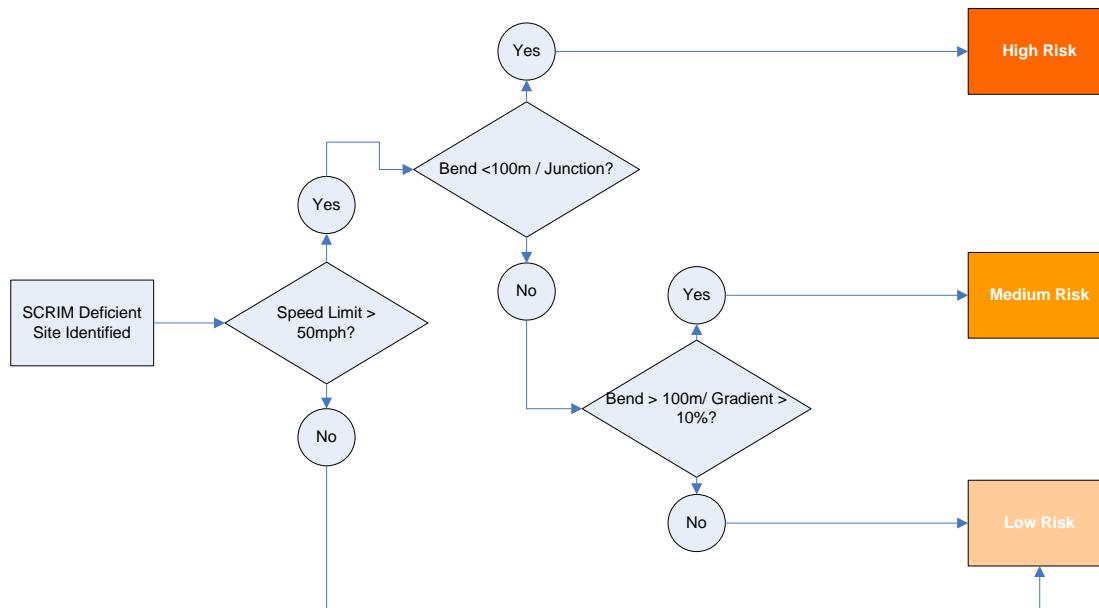 Yes
High Risk
Bend <100m / Junction?
Yes
No
Yes
Medium Risk
SCRIM Deficient
Site Identified
Speed Limit >
50mph?
Bend > 100m/ Gradient >
10%?
No
No
Low Risk